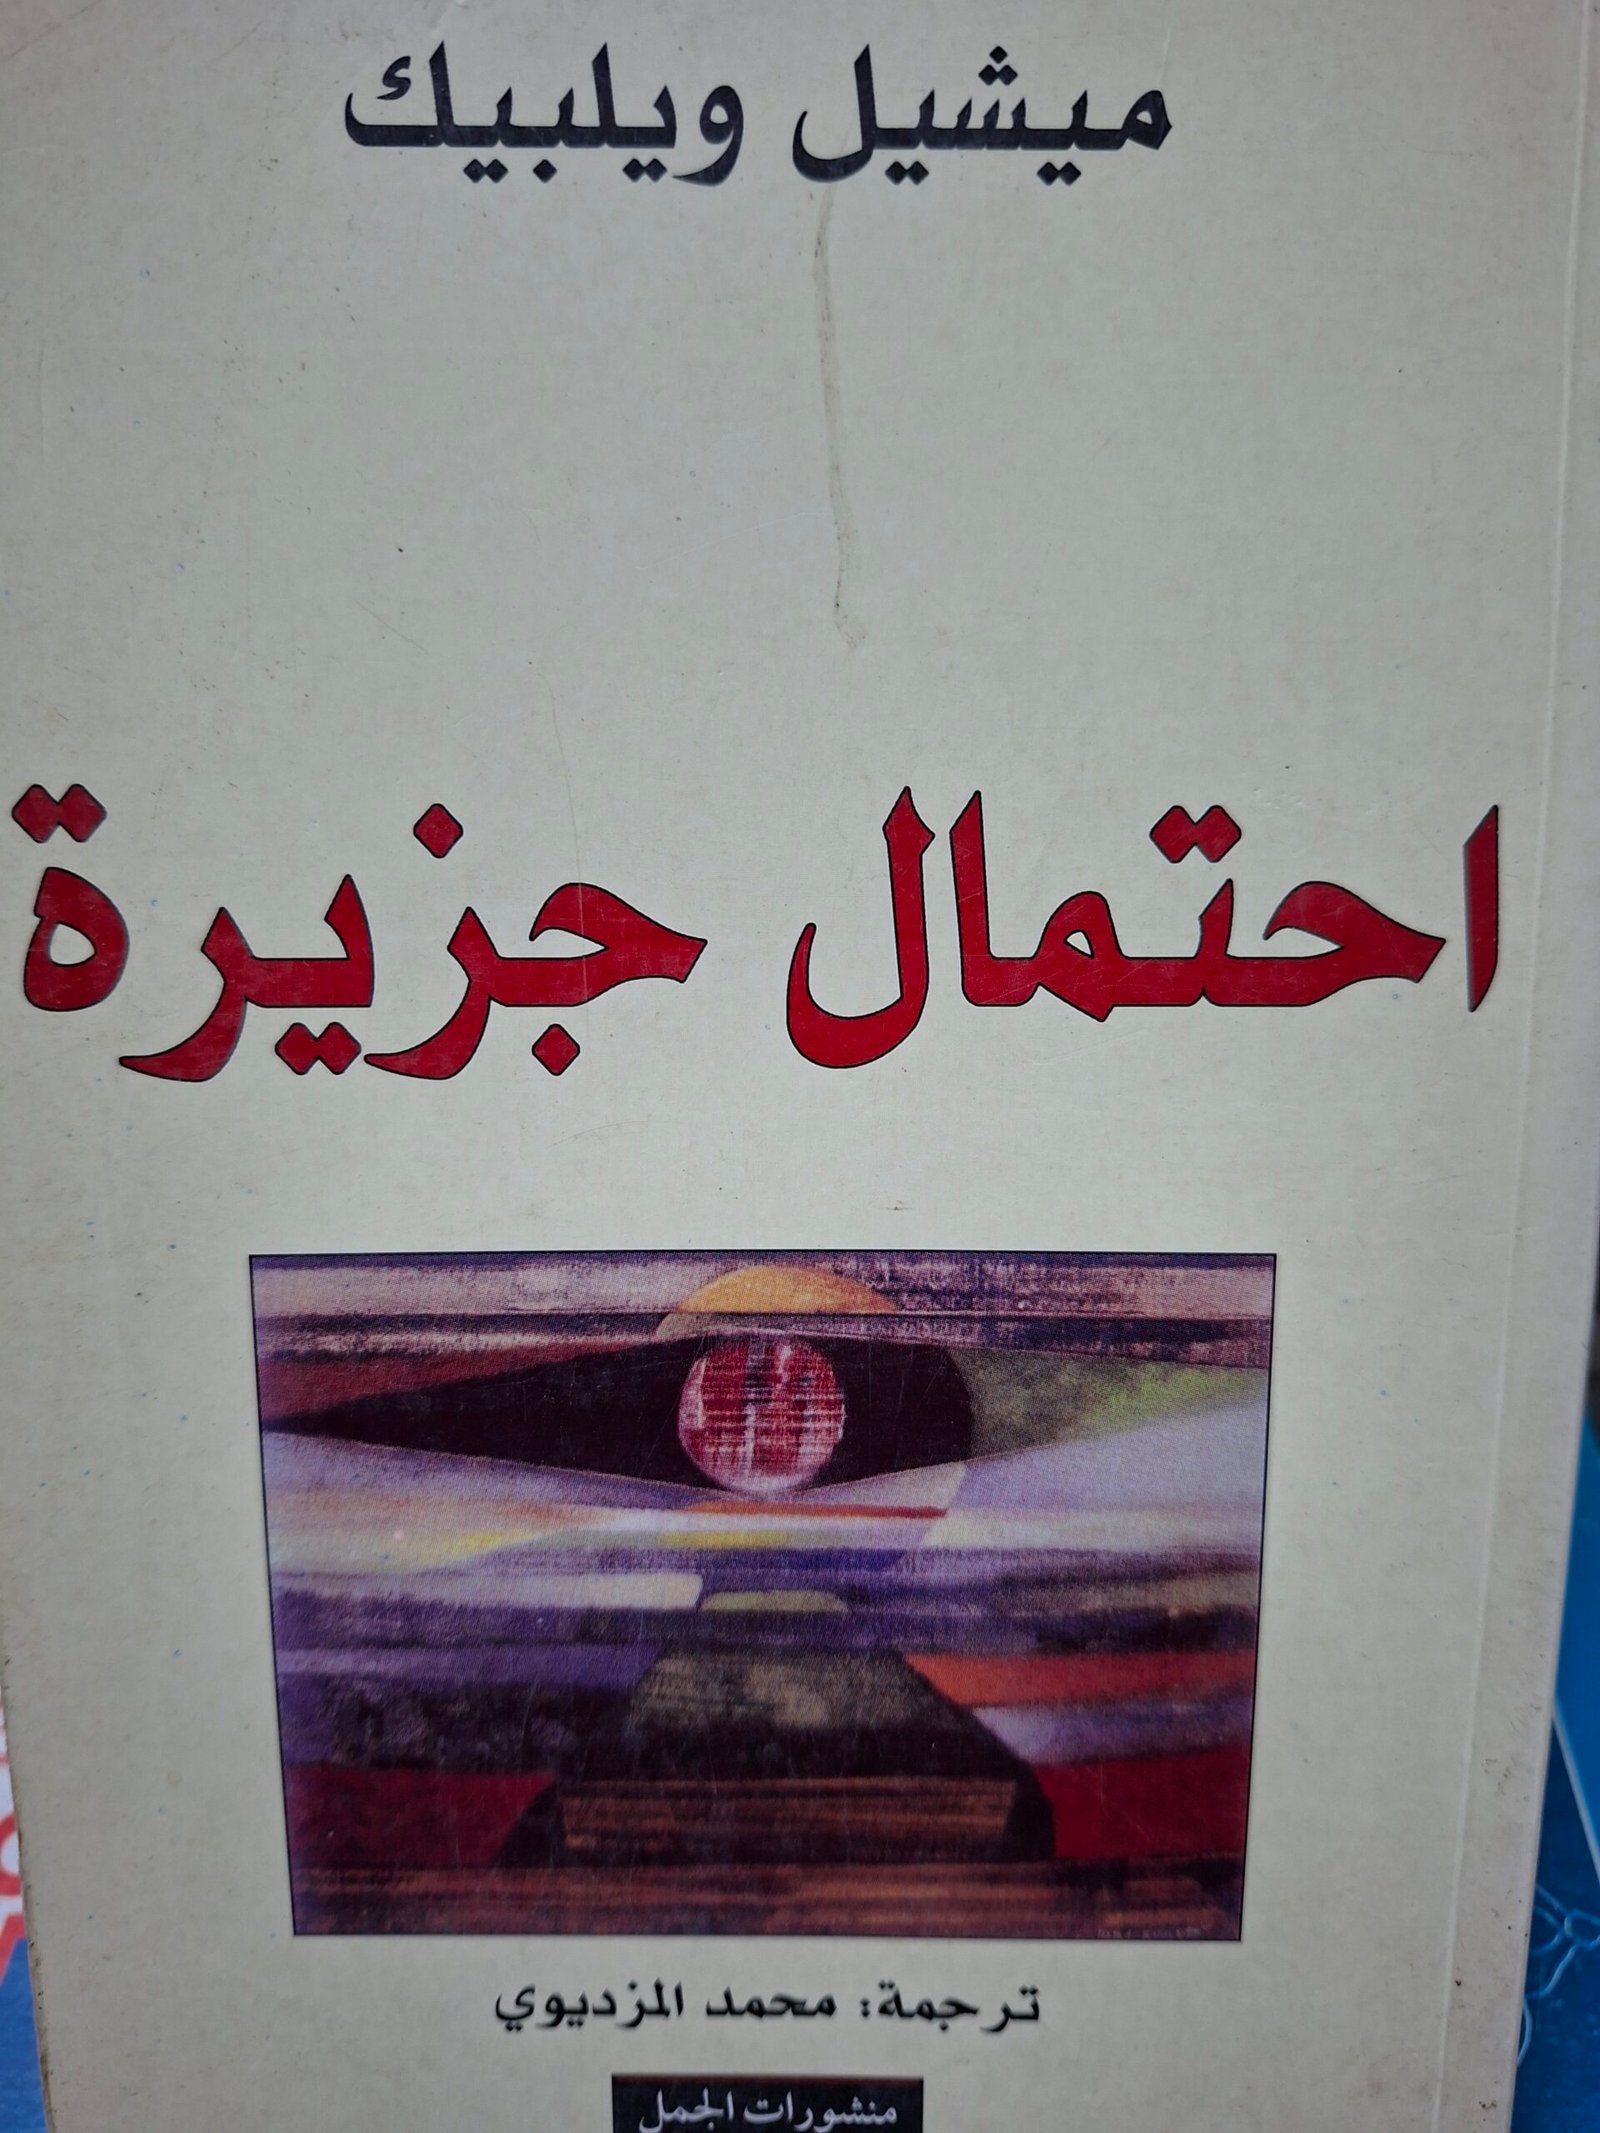 ميشيل ويلبيك
احتمال جزيرة
ترجمة: محمد المزديوي
منشورات الجمل